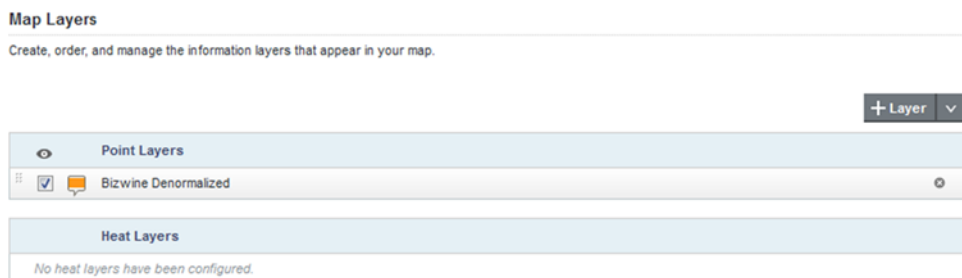 Map Layers
Create, order, and manage the information layers that appear in your map.
+ Layer
Point Layers
Bizwine Denormalized
Heat Layers
No heat layers have been configured.